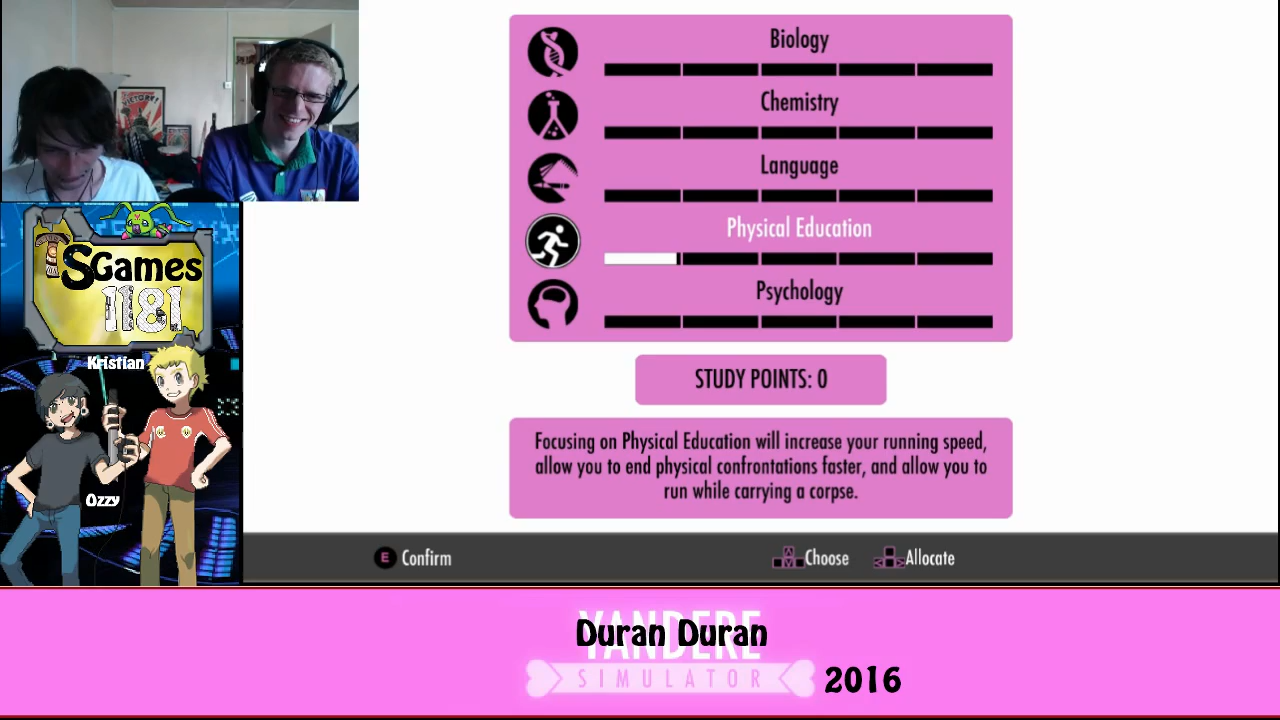 VICTORY!
TSGames
1181
Kristian
Ozzy
Biology
Chemistry
Language
Physical Education
Psychology
STUDY POINTS: 0
Focusing on Physical Education will increase your running speed,
allow you to end physical confrontations faster, and allow you to
run while carrying a corpse.
E Confirm
Choose
Allocate
YANDERE
Duran Duran
SIMULATOR
2016